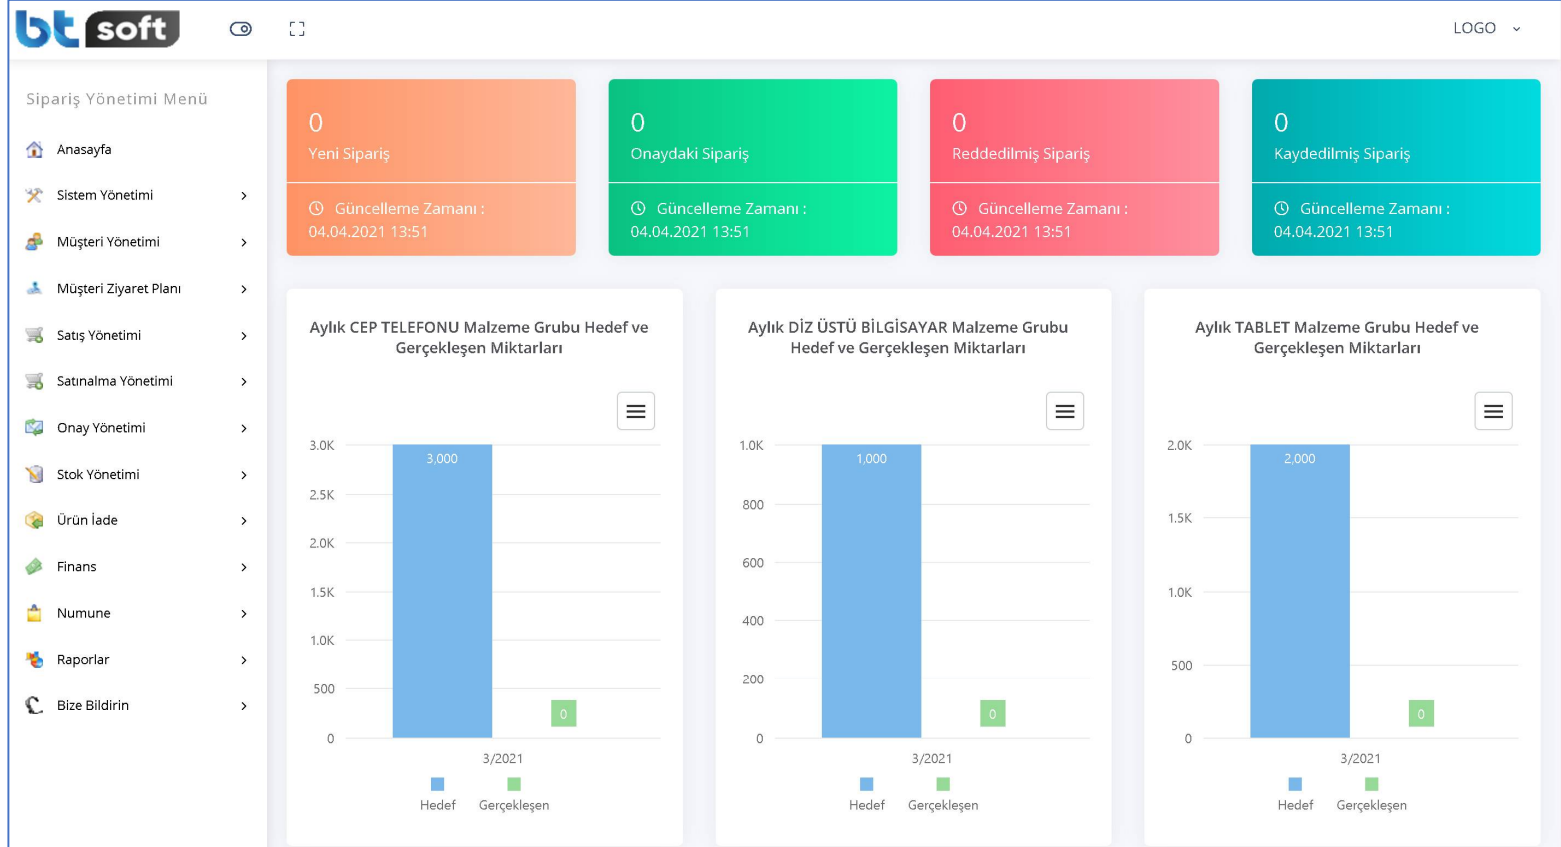 bt soft
LOGO
Sipariş Yönetimi Menü
Anasayfa
Sistem Yönetimi
Müşteri Yönetimi
Müşteri Ziyaret Planı
Satış Yönetimi
Satınalma Yönetimi
Onay Yönetimi
Stok Yönetimi
Ürün İade
Finans
Numune
Raporlar
Bize Bildirin
0
Yeni Sipariş
Güncelleme Zamanı :
04.04.2021 13:51
0
Onaydaki Sipariş
Güncelleme Zamanı :
04.04.2021 13:51
0
Reddedilmiş Sipariş
Güncelleme Zamanı :
04.04.2021 13:51
0
Kaydedilmiş Sipariş
Güncelleme Zamanı :
04.04.2021 13:51
Aylık CEP TELEFONU Malzeme Grubu Hedef ve
Gerçekleşen Miktarları
3.0K
2.5K
2.0K
1.5K
1.0K
500
0
3,000
0
3/2021
Hedef Gerçekleşen
Aylık DİZ ÜSTÜ BİLGİSAYAR Malzeme Grubu
Hedef ve Gerçekleşen Miktarları
1.0K
800
600
400
200
0
1,000
0
3/2021
Hedef Gerçekleşen
Aylık TABLET Malzeme Grubu Hedef ve
Gerçekleşen Miktarları
2.0K
1.5K
1.0K
500
0
2,000
0
3/2021
Hedef Gerçekleşen